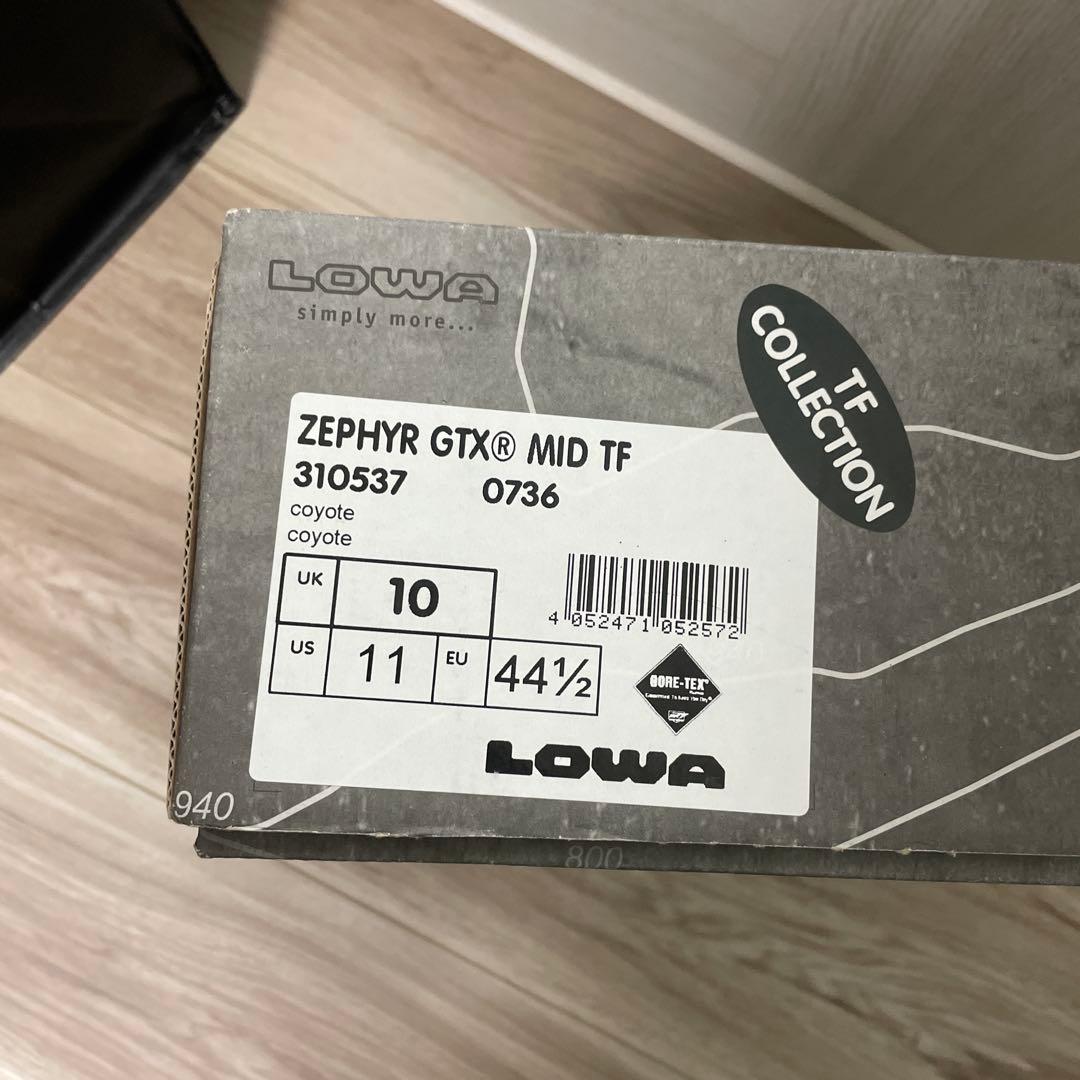 LOWA
simply more...
TF
COLLECTION
ZEPHYR GTX® MID TF
310537 0736
coyote
coyote
UK 10
US 11 EU 44½
4 052471 052572
GORE-TEX
LOWA
940
800